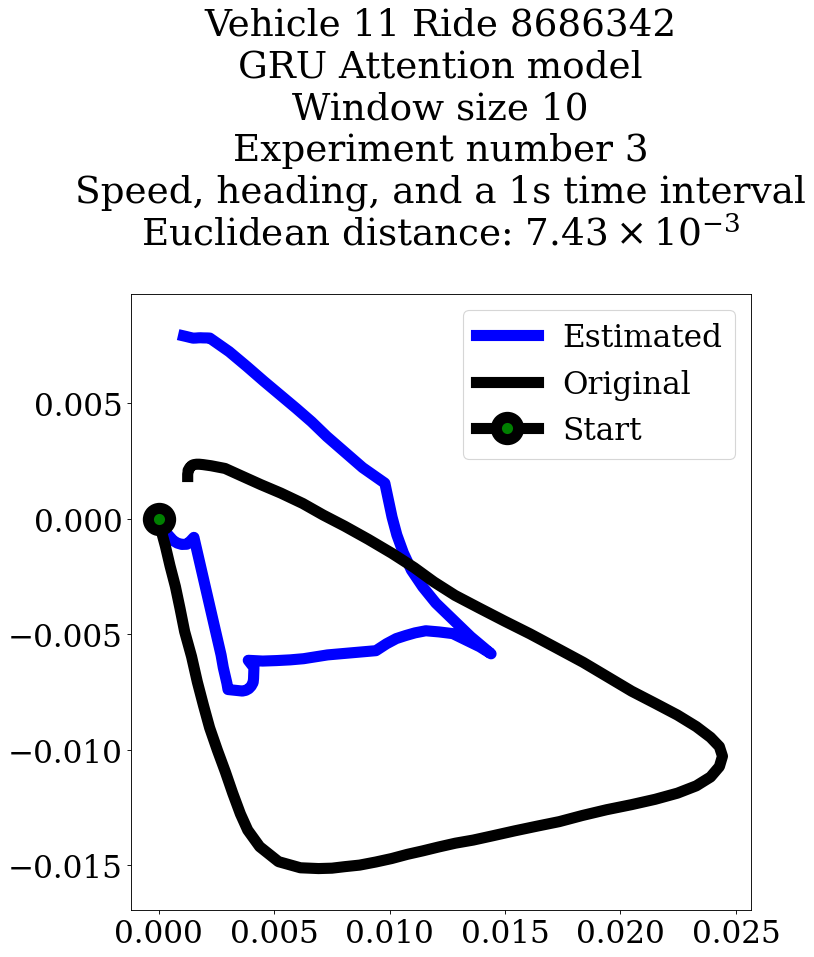 Vehicle 11 Ride 8686342
GRU Attention model
Window size 10
Experiment number 3
Speed, heading, and a 1s time interval
Euclidean distance: 7.43 × 10⁻³
Estimated
Original
Start
0.005
0.000
−0.005
−0.010
−0.015
0.000 0.005 0.010 0.015 0.020 0.025